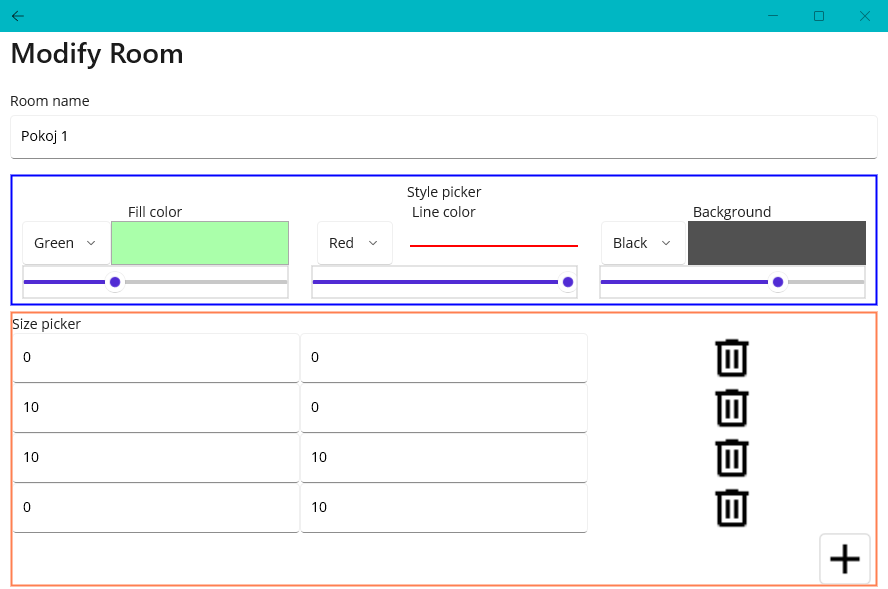 Modify Room
Room name
Pokoj 1
Style picker
Fill color
Line color
Background
Green
Red
Black
Size picker
0 0
10 0
10 10
0 10